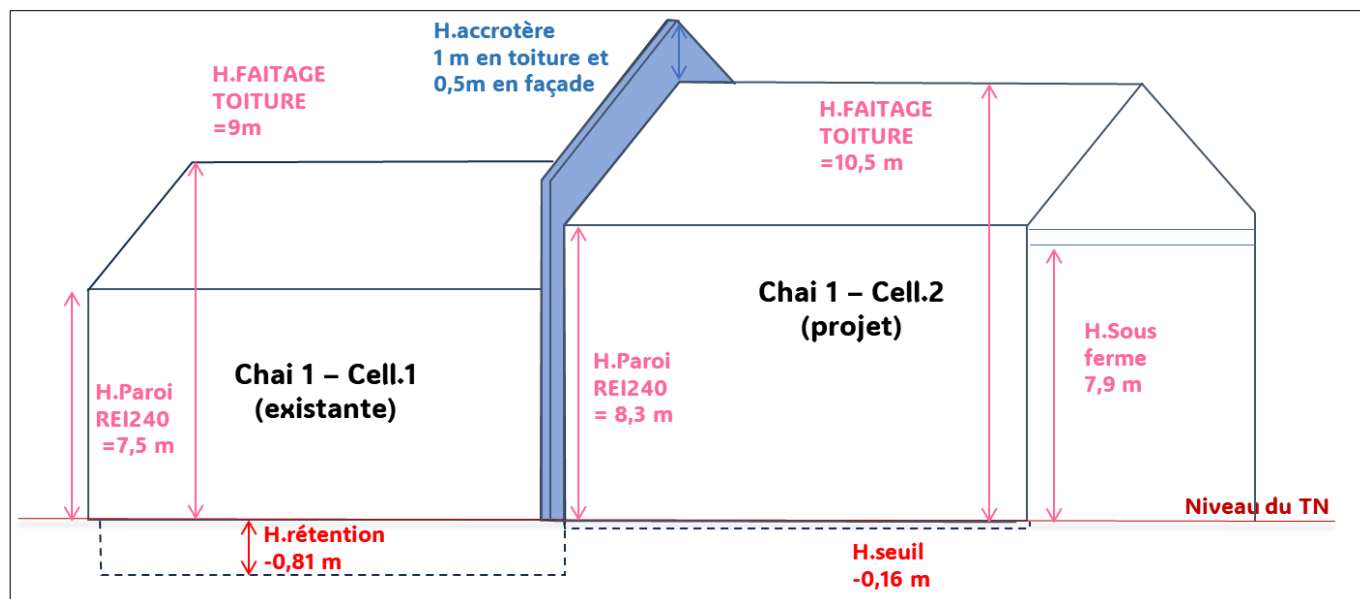 H.accrotère
1 m en toiture et
0,5m en façade
H.FAITAGE
TOITURE
=9m
H.FAITAGE
TOITURE
=10,5 m
Chai 1 – Cell.2
(projet)
H.Sous
ferme
7,9 m
H.Paroi
REI240
= 8,3 m
Chai 1 – Cell.1
(existante)
H.Paroi
REI240
=7,5 m
Niveau du TN
H.rétention
-0,81 m
H.seuil
-0,16 m